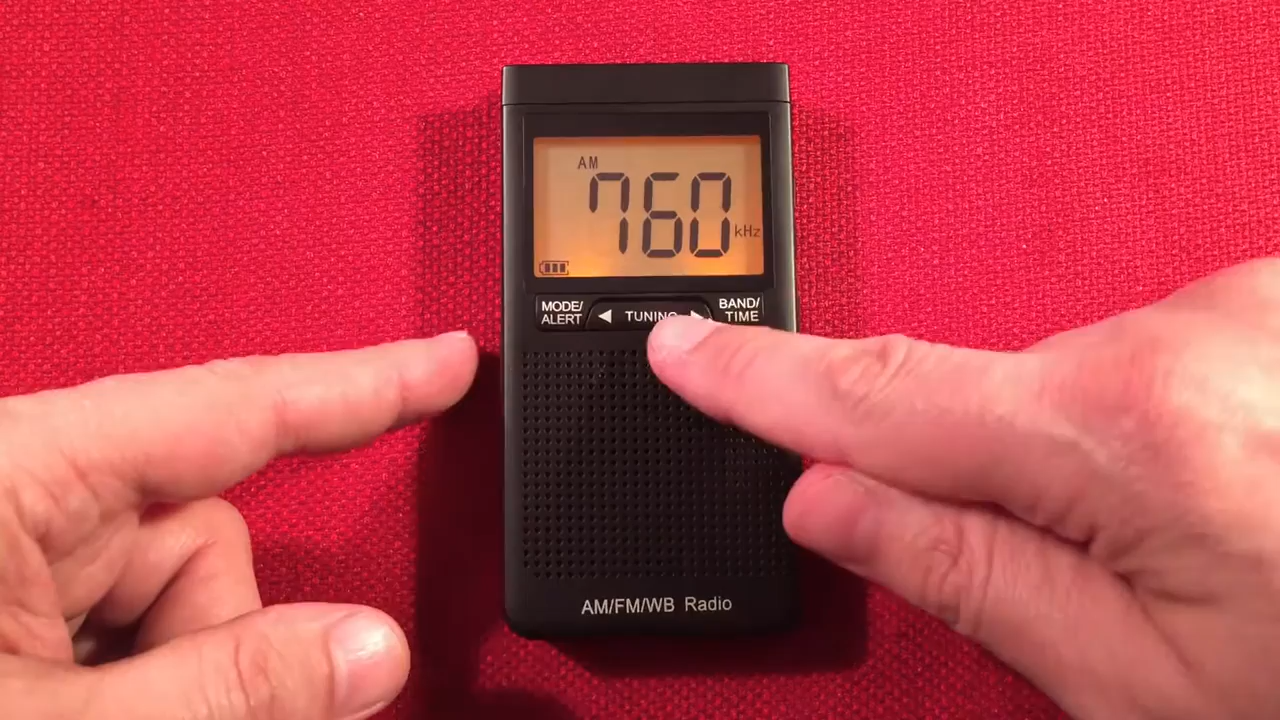 AM
760 kHz
MODE/ ALERT
◀ TUNING ▶
BAND/ TIME
AM/FM/WB Radio